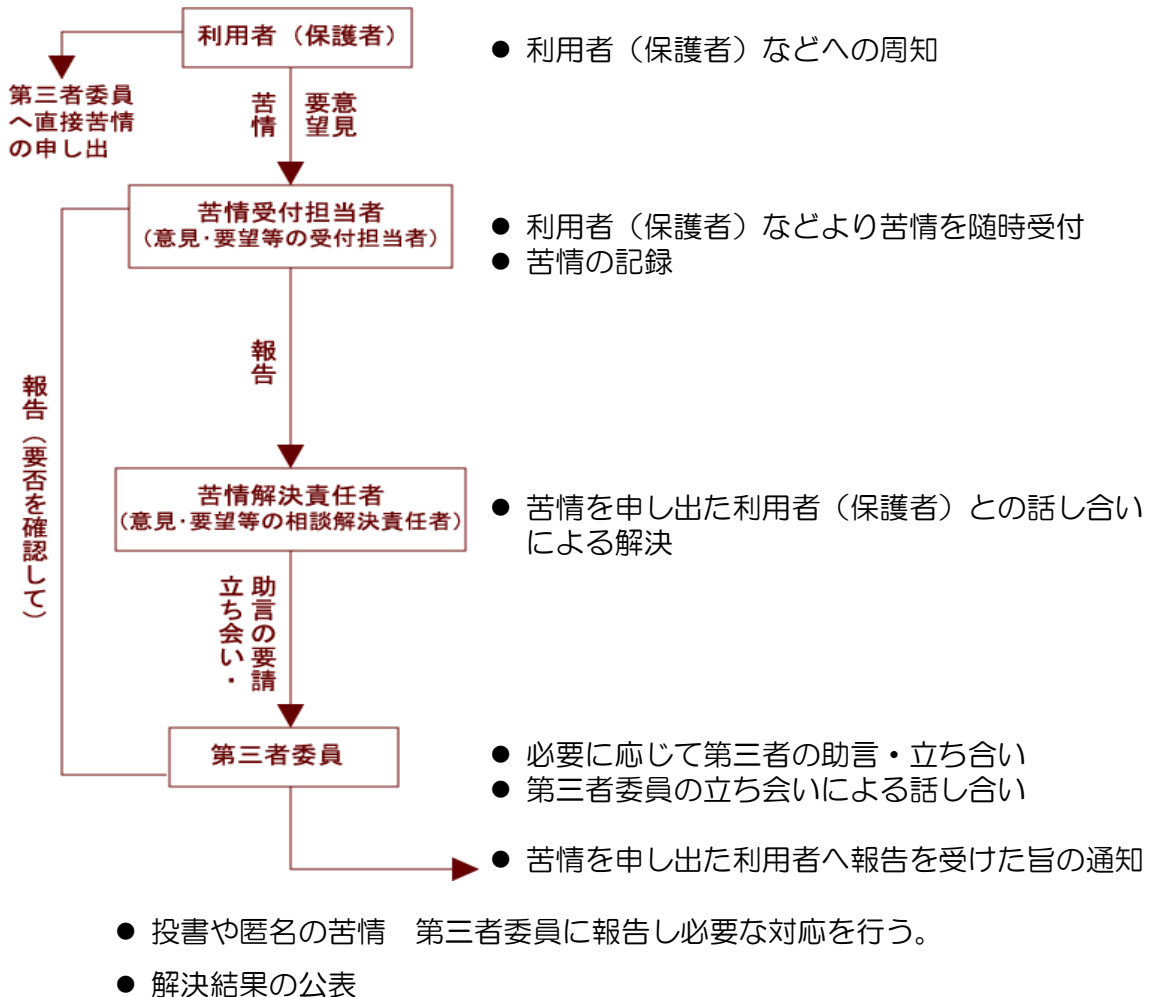 利用者（保護者）
● 利用者（保護者）などへの周知
第三者委員
へ直接苦情
の申し出
苦情
意見
要望
苦情受付担当者
（意見･要望等の受付担当者）
● 利用者（保護者）などより苦情を随時受付
● 苦情の記録
報告
報告（要否を確認して）
苦情解決責任者
（意見･要望等の相談解決責任者）
● 苦情を申し出た利用者（保護者）との話し合い
による解決
立ち会い・
助言の要請
第三者委員
● 必要に応じて第三者の助言・立ち合い
● 第三者委員の立ち会いによる話し合い
● 苦情を申し出た利用者へ報告を受けた旨の通知
● 投書や匿名の苦情　第三者委員に報告し必要な対応を行う。
● 解決結果の公表